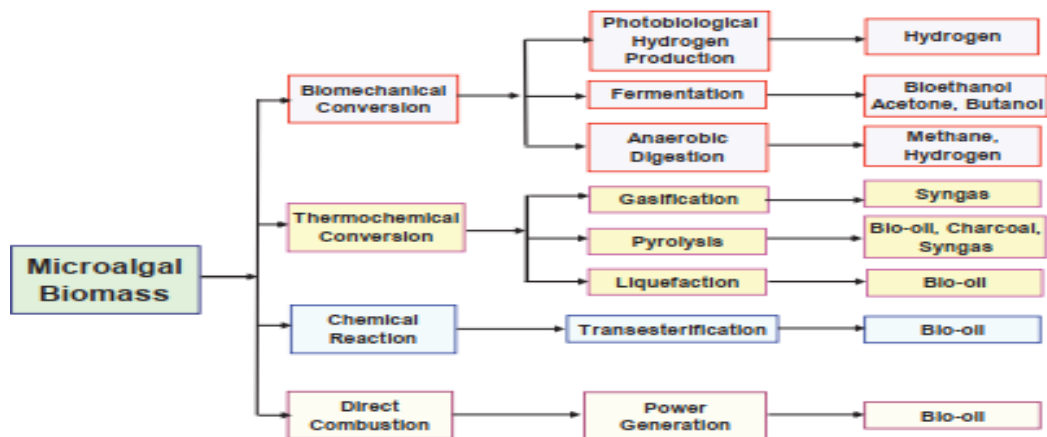 Photobiological
Hydrogen
Production
Hydrogen
Biomechanical
Conversion
Fermentation
Bioethanol
Acetone, Butanol
Anaerobic
Digestion
Methane,
Hydrogen
Thermochemical
Conversion
Gasification
Syngas
Pyrolysis
Bio-oil, Charcoal,
Syngas
Liquefaction
Bio-oil
Microalgal
Biomass
Chemical
Reaction
Transesterification
Bio-oil
Direct
Combustion
Power
Generation
Bio-oil